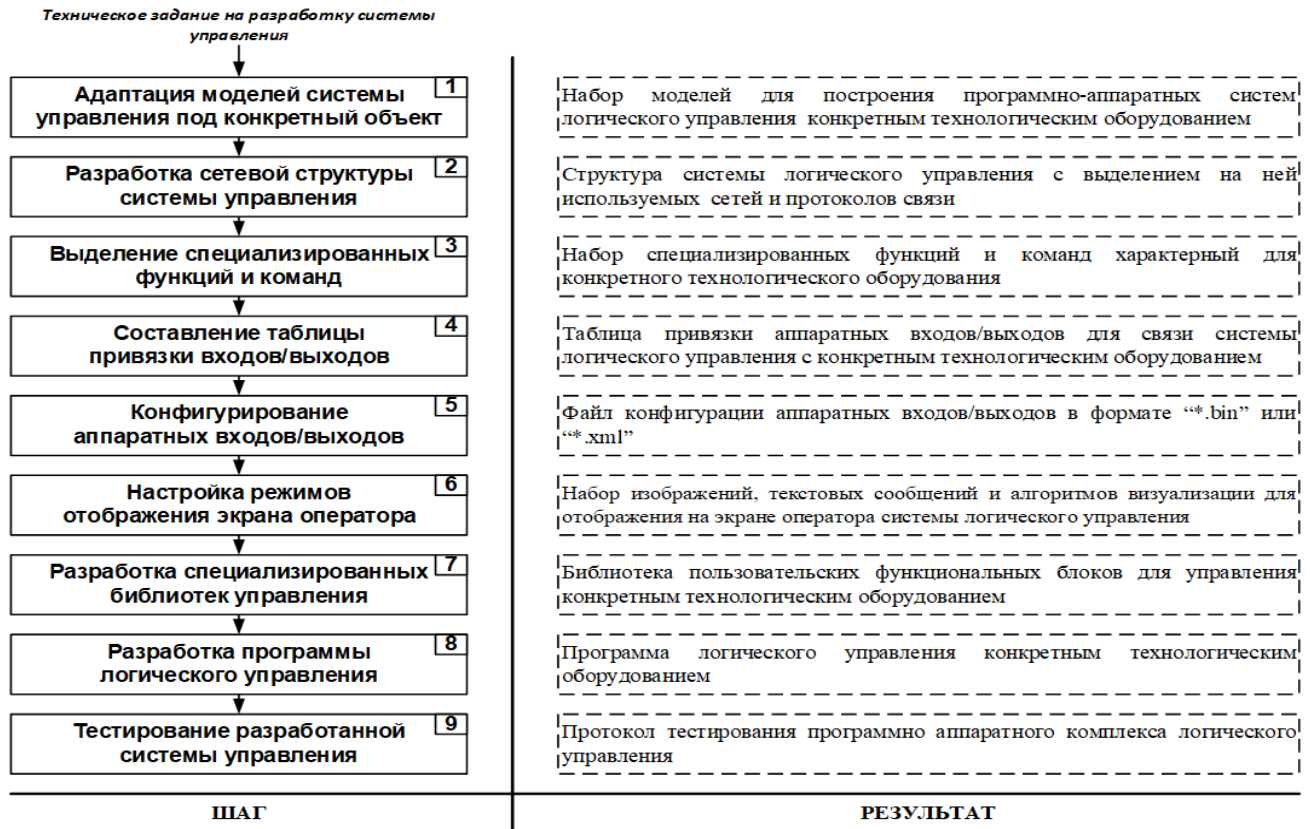 Техническое задание на разработку системы
управления
1
Адаптация моделей системы
управления под конкретный объект
Набор моделей для построения программно-аппаратных систем
логического управления конкретным технологическим оборудованием
2
Разработка сетевой структуры
системы управления
Структура системы логического управления с выделением на ней
используемых сетей и протоколов связи
3
Выделение специализированных
функций и команд
Набор специализированных функций и команд характерный для
конкретного технологического оборудования
4
Составление таблицы
привязки входов/выходов
Таблица привязки аппаратных входов/выходов для связи системы
логического управления с конкретным технологическим оборудованием
5
Конфигурирование
аппаратных входов/выходов
Файл конфигурации аппаратных входов/выходов в формате “*.bin” или
“*.xml”
6
Настройка режимов
отображения экрана оператора
Набор изображений, текстовых сообщений и алгоритмов визуализации для
отображения на экране оператора системы логического управления
7
Разработка специализированных
библиотек управления
Библиотека пользовательских функциональных блоков для управления
конкретным технологическим оборудованием
8
Разработка программы
логического управления
Программа логического управления конкретным технологическим
оборудованием
9
Тестирование разработанной
системы управления
Протокол тестирования программно аппаратного комплекса логического
управления
ШАГ
РЕЗУЛЬТАТ